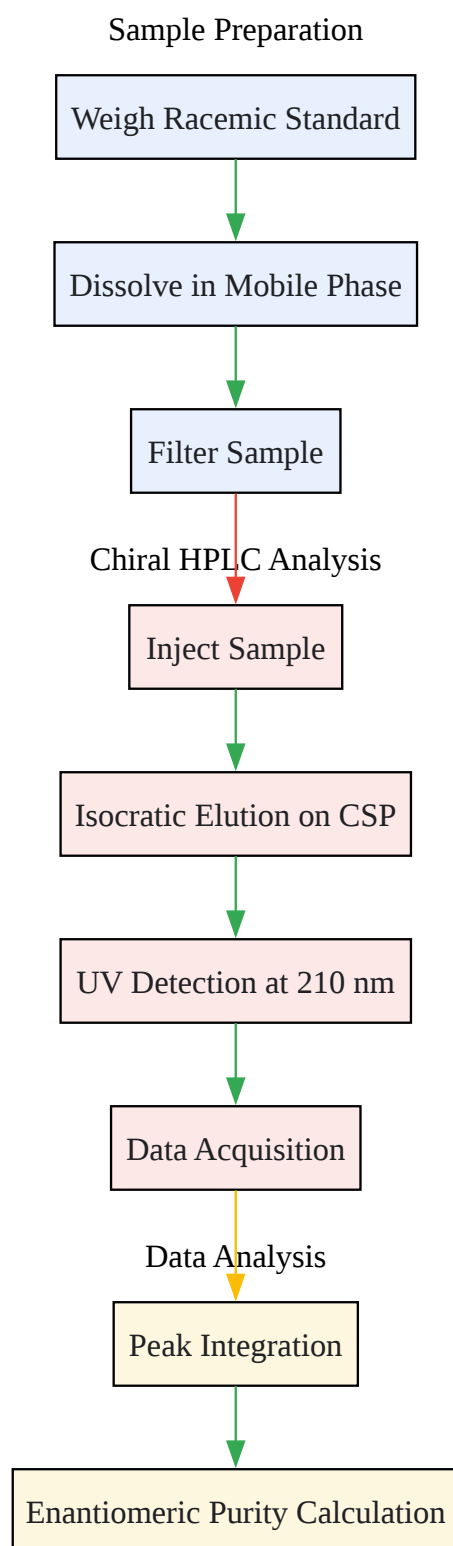 Sample Preparation
Weigh Racemic Standard
Dissolve in Mobile Phase
Filter Sample
Chiral HPLC Analysis
Inject Sample
Isocratic Elution on CSP
UV Detection at 210 nm
Data Acquisition
Data Analysis
Peak Integration
Enantiomeric Purity Calculation